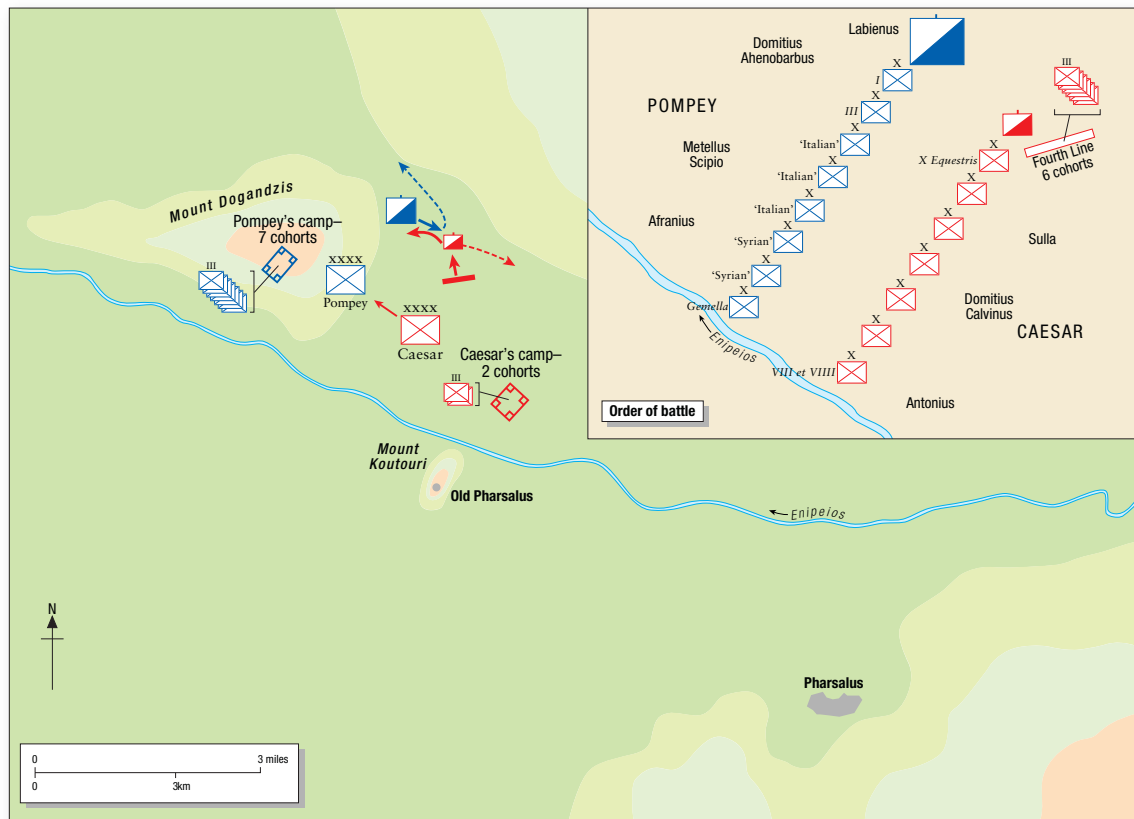 Mount Dogandzis
Pompey's camp–
7 cohorts
III
XXXX
Pompey
XXXX
Caesar
Caesar's camp–
2 cohorts
III
Mount
Koutouri
Old Pharsalus
Enipeios
Pharsalus
N
0
3 miles
0
3km
Labienus
Domitius
Ahenobarbus
POMPEY
Metellus
Scipio
Afranius
X
I
X
III
X
'Italian'
X
'Italian'
X
'Italian'
X
'Syrian'
X
'Syrian'
X
Gemella
Enipeios
III
Fourth Line
6 cohorts
X
X Equestris
X
X
X
X
X
X
VIII et VIIII
Sulla
Domitius
Calvinus
CAESAR
Antonius
Order of battle